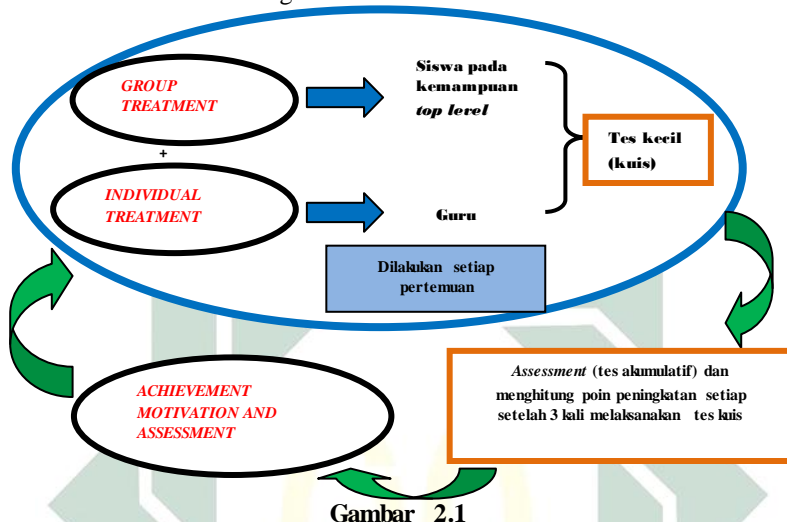 GROUP
TREATMENT
Siswa pada
kemampuan
top level
+
Tes kecil
(kuis)
INDIVIDUAL
TREATMENT
Guru
Dilakukan setiap
pertemuan
ACHIEVEMENT
MOTIVATION AND
ASSESSMENT
Assessment (tes akumulatif) dan
menghitung poin peningkatan setiap
setelah 3 kali melaksanakan tes kuis
Gambar 2.1